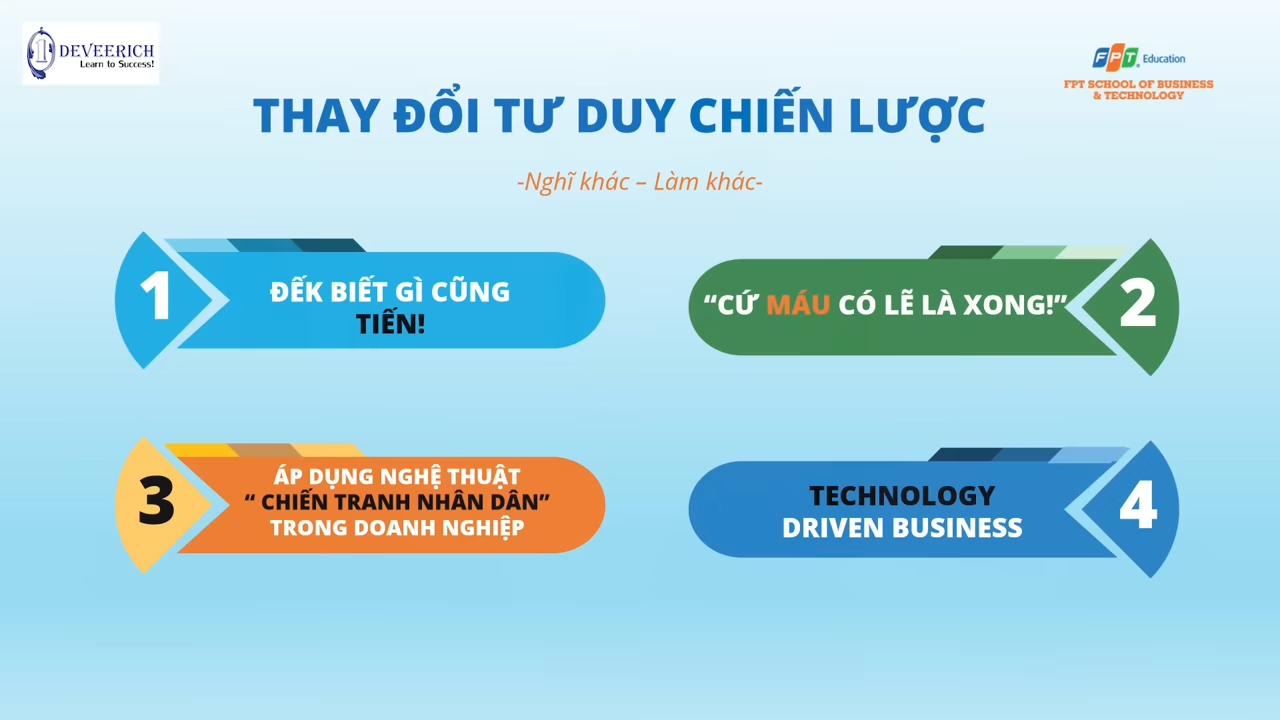 1DEVEERICH
Learn to Success!
FPT Education
FPT SCHOOL OF BUSINESS
& TECHNOLOGY
THAY ĐỔI TƯ DUY CHIẾN LƯỢC
-Nghĩ khác – Làm khác-
1
ĐẾK BIẾT GÌ CŨNG
TIẾN!
2
“CỨ MÁU CÓ LẼ LÀ XONG!”
3
ÁP DỤNG NGHỆ THUẬT
“ CHIẾN TRANH NHÂN DÂN”
TRONG DOANH NGHIỆP
4
TECHNOLOGY
DRIVEN BUSINESS